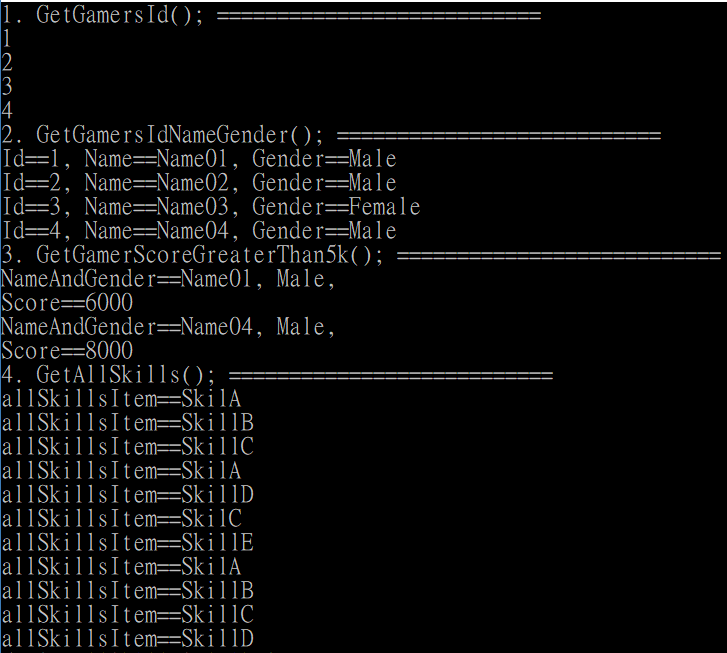 1. GetGamersId(); ===========================
1
2
3
4
2. GetGamersIdNameGender(); ===========================
Id==1, Name==Name01, Gender==Male
Id==2, Name==Name02, Gender==Male
Id==3, Name==Name03, Gender==Female
Id==4, Name==Name04, Gender==Male
3. GetGamerScoreGreaterThan5k(); ===========================
NameAndGender==Name01, Male,
Score==6000
NameAndGender==Name04, Male,
Score==8000
4. GetAllSkills(); ===========================
allSkillsItem==SkilA
allSkillsItem==SkillB
allSkillsItem==SkillC
allSkillsItem==SkilA
allSkillsItem==SkillD
allSkillsItem==SkilC
allSkillsItem==SkillE
allSkillsItem==SkilA
allSkillsItem==SkillB
allSkillsItem==SkillC
allSkillsItem==SkillD